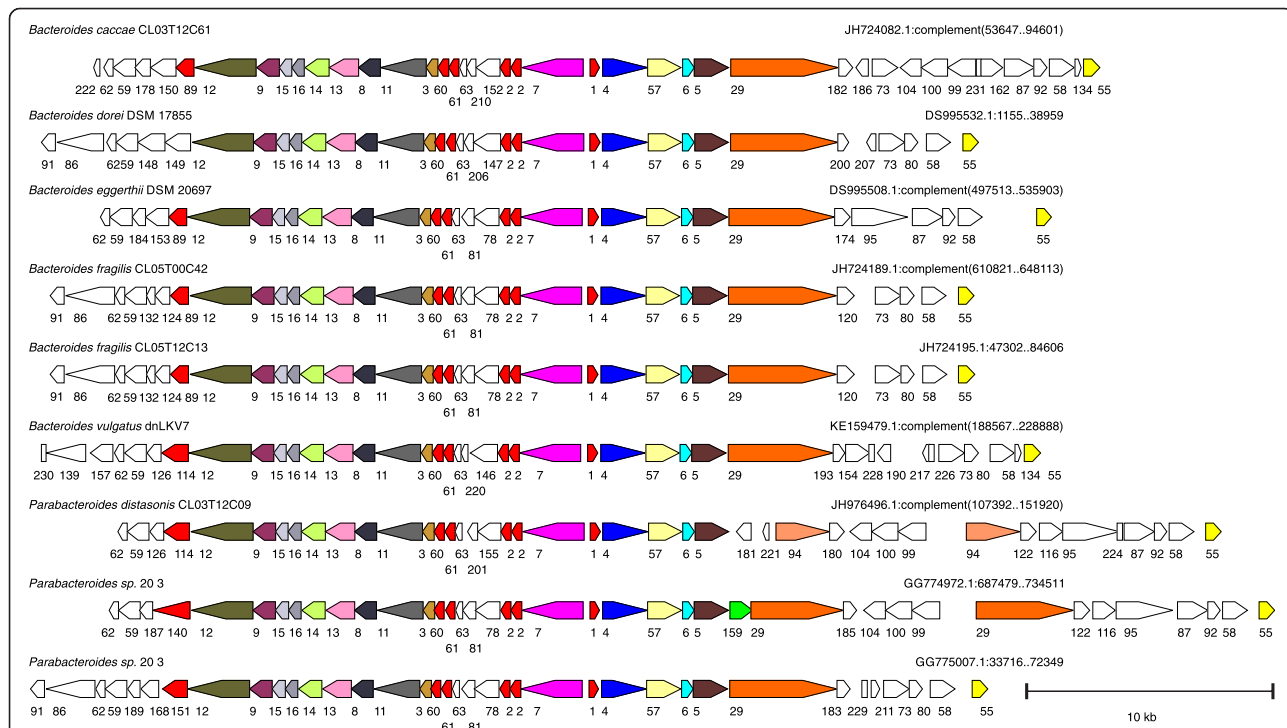 Bacteroides caccae CL03T12C61 JH724082.1:complement(53647..94601)
222 62 59 178 150 89 12 9 15 16 14 13 8 11 3 60 63 152 2 2 7 1 4 57 6 5 29 182 186 73 104 100 99 231 162 87 92 58 134 55
61 210
Bacteroides dorei DSM 17855 DS995532.1:1155..38959
91 86 62 59 148 149 12 9 15 16 14 13 8 11 3 60 63 147 2 2 7 1 4 57 6 5 29 200 207 73 80 58 55
61 206
Bacteroides eggerthii DSM 20697 DS995508.1:complement(497513..535903)
62 59 184 153 89 12 9 15 16 14 13 8 11 3 60 63 78 2 2 7 1 4 57 6 5 29 174 95 87 92 58 55
61 81
Bacteroides fragilis CL05T00C42 JH724189.1:complement(610821..648113)
91 86 62 59 132 124 89 12 9 15 16 14 13 8 11 3 60 63 78 2 2 7 1 4 57 6 5 29 120 73 80 58 55
61 81
Bacteroides fragilis CL05T12C13 JH724195.1:47302..84606
91 86 62 59 132 124 89 12 9 15 16 14 13 8 11 3 60 63 78 2 2 7 1 4 57 6 5 29 120 73 80 58 55
61 81
Bacteroides vulgatus dnLKV7 KE159479.1:complement(188567..228888)
230 139 157 62 59 126 114 12 9 15 16 14 13 8 11 3 60 63 146 2 2 7 1 4 57 6 5 29 193 154 228 190 217 226 73 80 58 134 55
61 220
Parabacteroides distasonis CL03T12C09 JH976496.1:complement(107392..151920)
62 59 126 114 12 9 15 16 14 13 8 11 3 60 63 155 2 2 7 1 4 57 6 5 181 221 94 180 104 100 99 94 122 116 95 224 87 92 58 55
61 201
Parabacteroides sp. 20 3 GG774972.1:687479..734511
62 59 187 140 12 9 15 16 14 13 8 11 3 60 63 78 2 2 7 1 4 57 6 5 159 29 185 104 100 99 29 122 116 95 87 92 58 55
61 81
Parabacteroides sp. 20 3 GG775007.1:33716..72349
91 86 62 59 189 168 151 12 9 15 16 14 13 8 11 3 60 63 78 2 2 7 1 4 57 6 5 29 183 229 211 73 80 58 55
61 81
10 kb